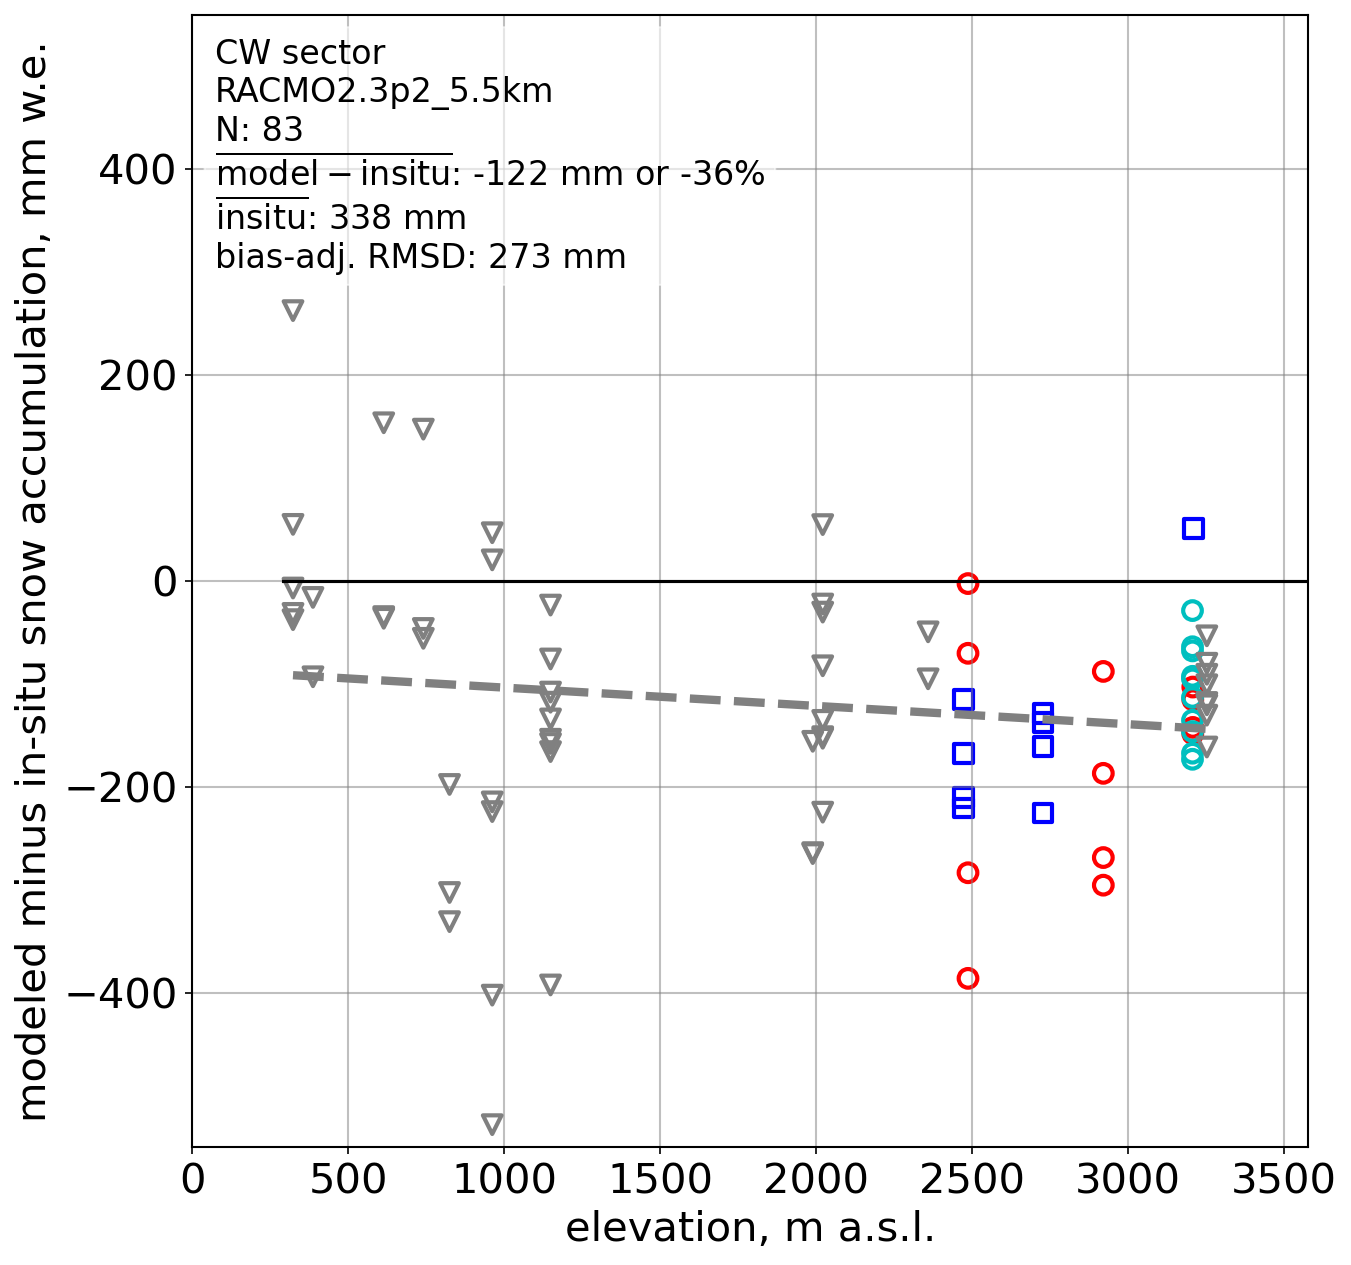 CW sector
RACMO2.3p2_5.5km
N: 83
model − insitu: -122 mm or -36%
insitu: 338 mm
bias-adj. RMSD: 273 mm
modeled minus in-situ snow accumulation, mm w.e.
400
200
0
−200
−400
0 500 1000 1500 2000 2500 3000 3500
elevation, m a.s.l.